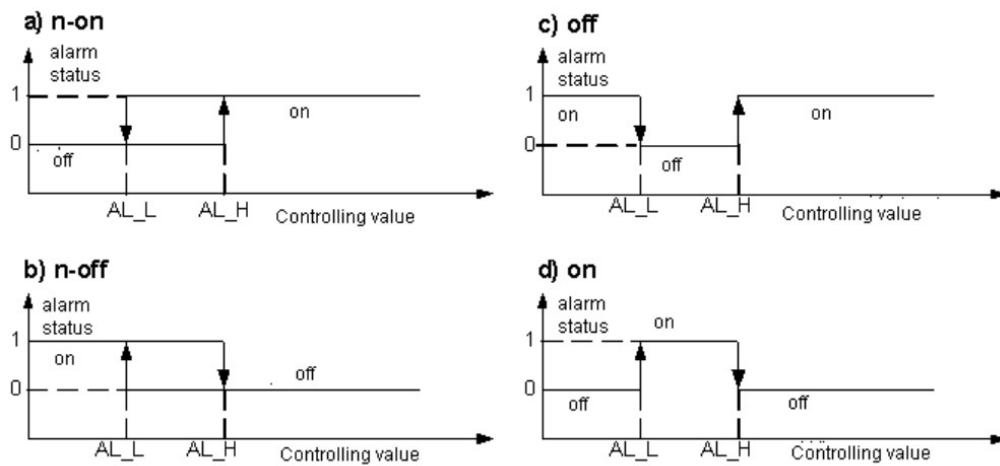 a) n-on
alarm
status
1
on
0
off
AL_L AL_H Controlling value
c) off
alarm
status
1
on on
0
off
AL_L AL_H Controlling value
b) n-off
alarm
status
1
on
off
0
AL_L AL_H Controlling value
d) on
alarm
status on
1
0
off off
AL_L AL_H Controlling value